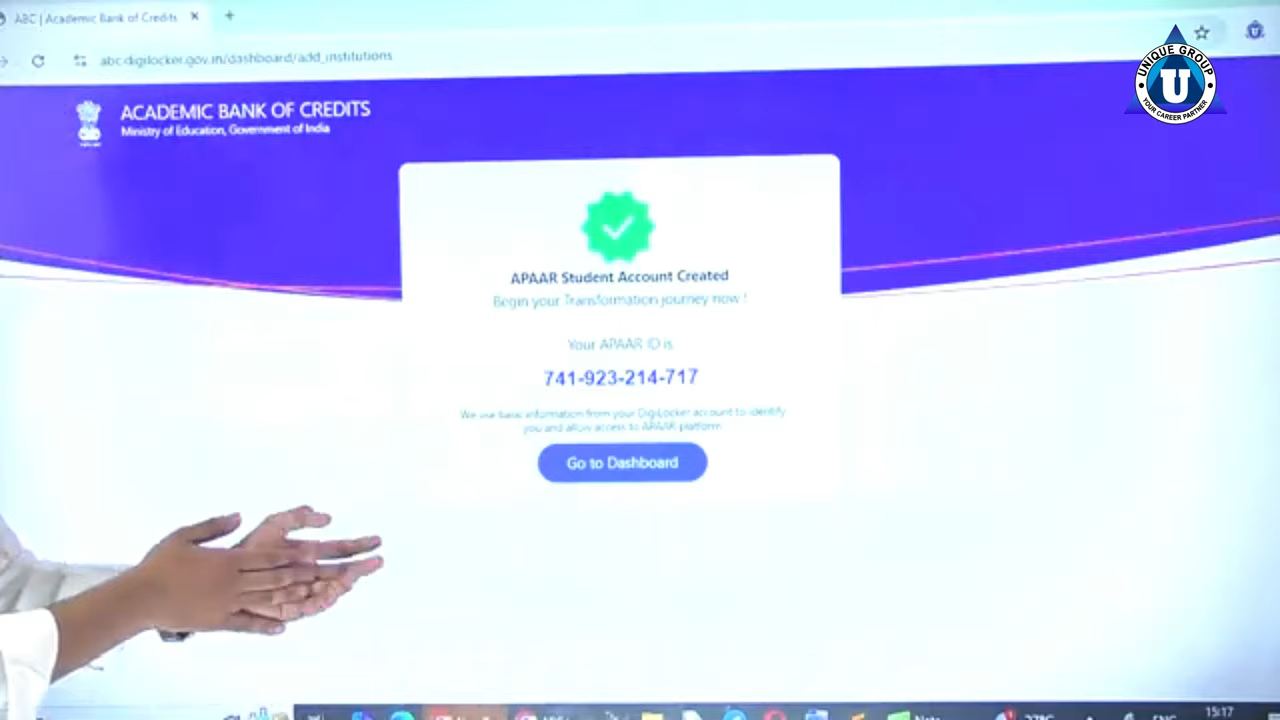 ABC | Academic Bank of Credits
abc.digilocker.gov.in/dashboard/add_institutions
UNIQUE GROUP
U
YOUR CAREER PARTNER
ACADEMIC BANK OF CREDITS
Ministry of Education, Government of India
APAAR Student Account Created
Begin your Transformation journey now !
Your APAAR ID is
741-923-214-717
We use basic information from your DigiLocker account to identify
you and allow access to APAAR platform
Go to Dashboard
15:17